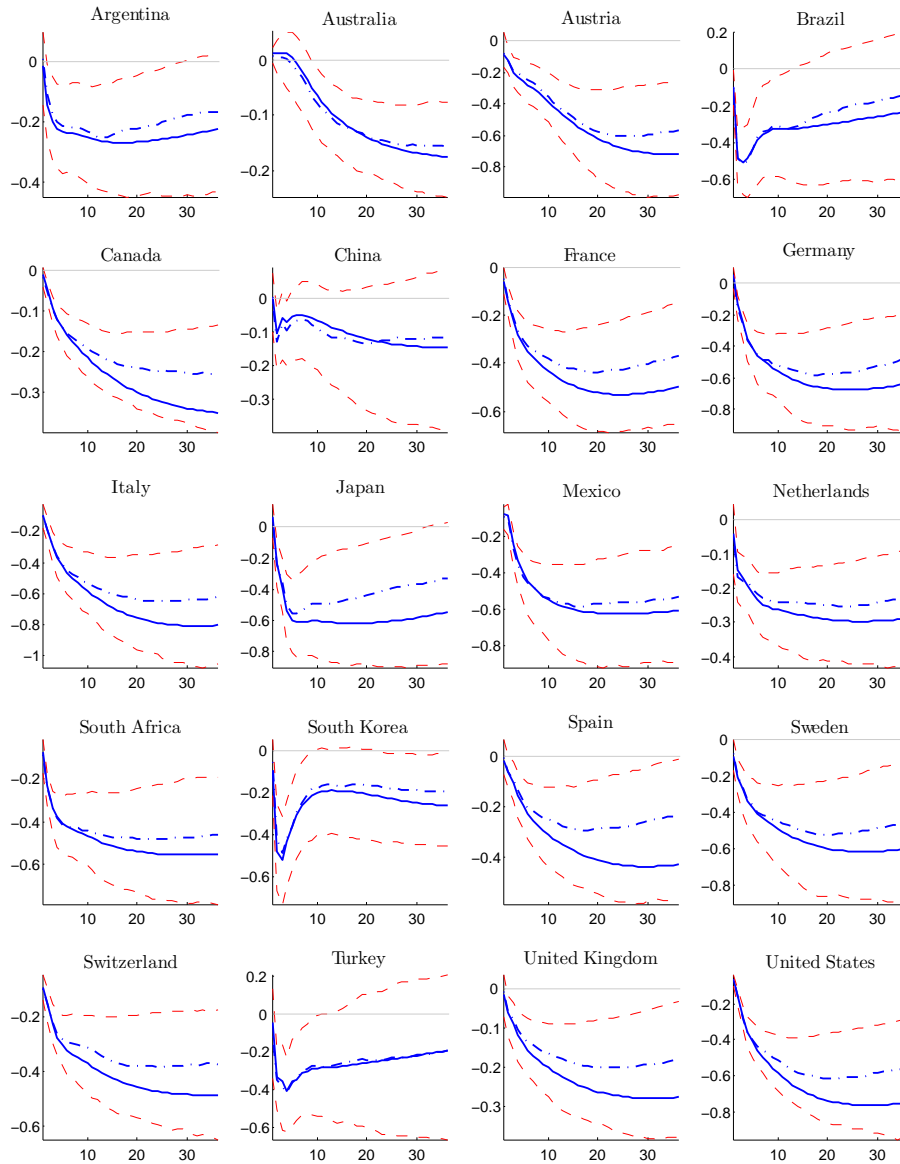 Argentina
Australia
Austria
Brazil
0
−0.2
−0.4
10 20 30
0
−0.1
−0.2
10 20 30
0
−0.2
−0.4
−0.6
−0.8
10 20 30
0.2
0
−0.2
−0.4
−0.6
10 20 30
Canada
China
France
Germany
0
−0.1
−0.2
−0.3
10 20 30
0
−0.1
−0.2
−0.3
10 20 30
0
−0.2
−0.4
−0.6
10 20 30
0
−0.2
−0.4
−0.6
−0.8
10 20 30
Italy
Japan
Mexico
Netherlands
−0.2
−0.4
−0.6
−0.8
−1
10 20 30
0
−0.2
−0.4
−0.6
−0.8
10 20 30
−0.2
−0.4
−0.6
−0.8
10 20 30
0
−0.1
−0.2
−0.3
−0.4
10 20 30
South Africa
South Korea
Spain
Sweden
−0.2
−0.4
−0.6
10 20 30
0
−0.2
−0.4
−0.6
10 20 30
0
−0.2
−0.4
10 20 30
0
−0.2
−0.4
−0.6
−0.8
10 20 30
Switzerland
Turkey
United Kingdom
United States
−0.2
−0.4
−0.6
10 20 30
0.2
0
−0.2
−0.4
−0.6
10 20 30
0
−0.1
−0.2
−0.3
10 20 30
−0.2
−0.4
−0.6
−0.8
10 20 30